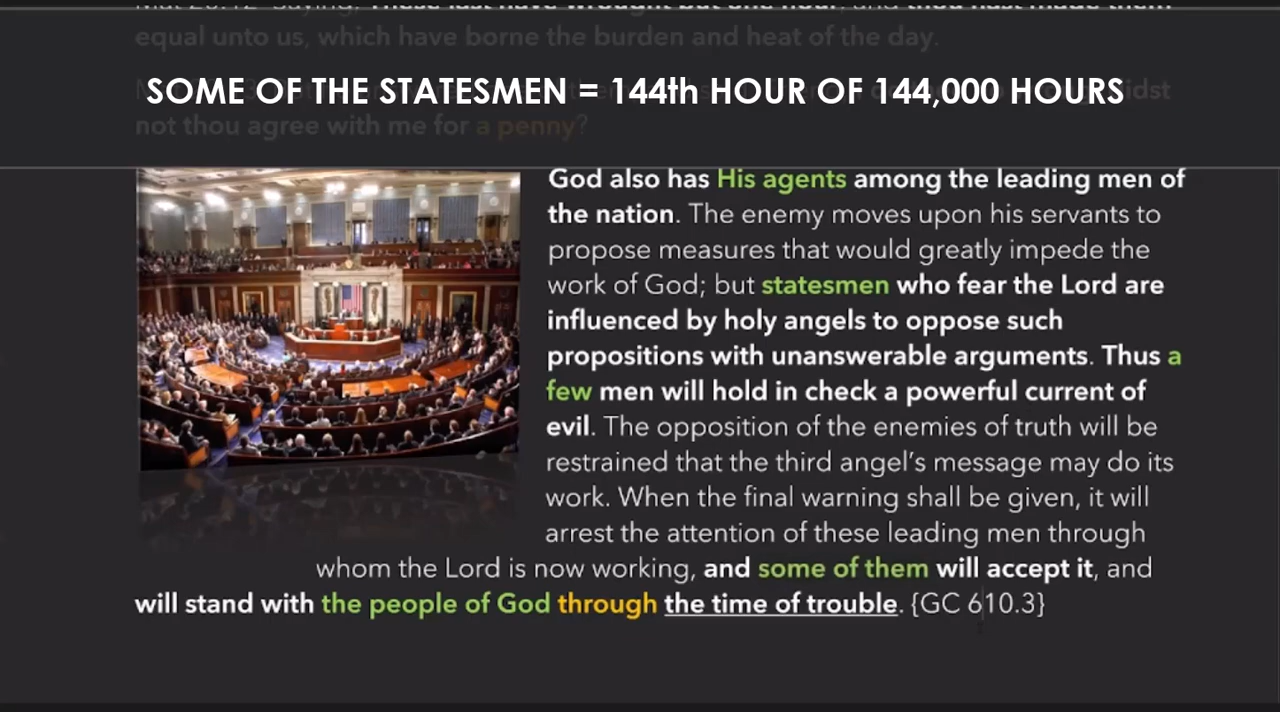 equal unto us, which have borne the burden and heat of the day.
SOME OF THE STATESMEN = 144th HOUR OF 144,000 HOURS
not thou agree with me for a penny?
God also has His agents among the leading men of
the nation. The enemy moves upon his servants to
propose measures that would greatly impede the
work of God; but statesmen who fear the Lord are
influenced by holy angels to oppose such
propositions with unanswerable arguments. Thus a
few men will hold in check a powerful current of
evil. The opposition of the enemies of truth will be
restrained that the third angel’s message may do its
work. When the final warning shall be given, it will
arrest the attention of these leading men through
whom the Lord is now working, and some of them will accept it, and
will stand with the people of God through the time of trouble. {GC 610.3}